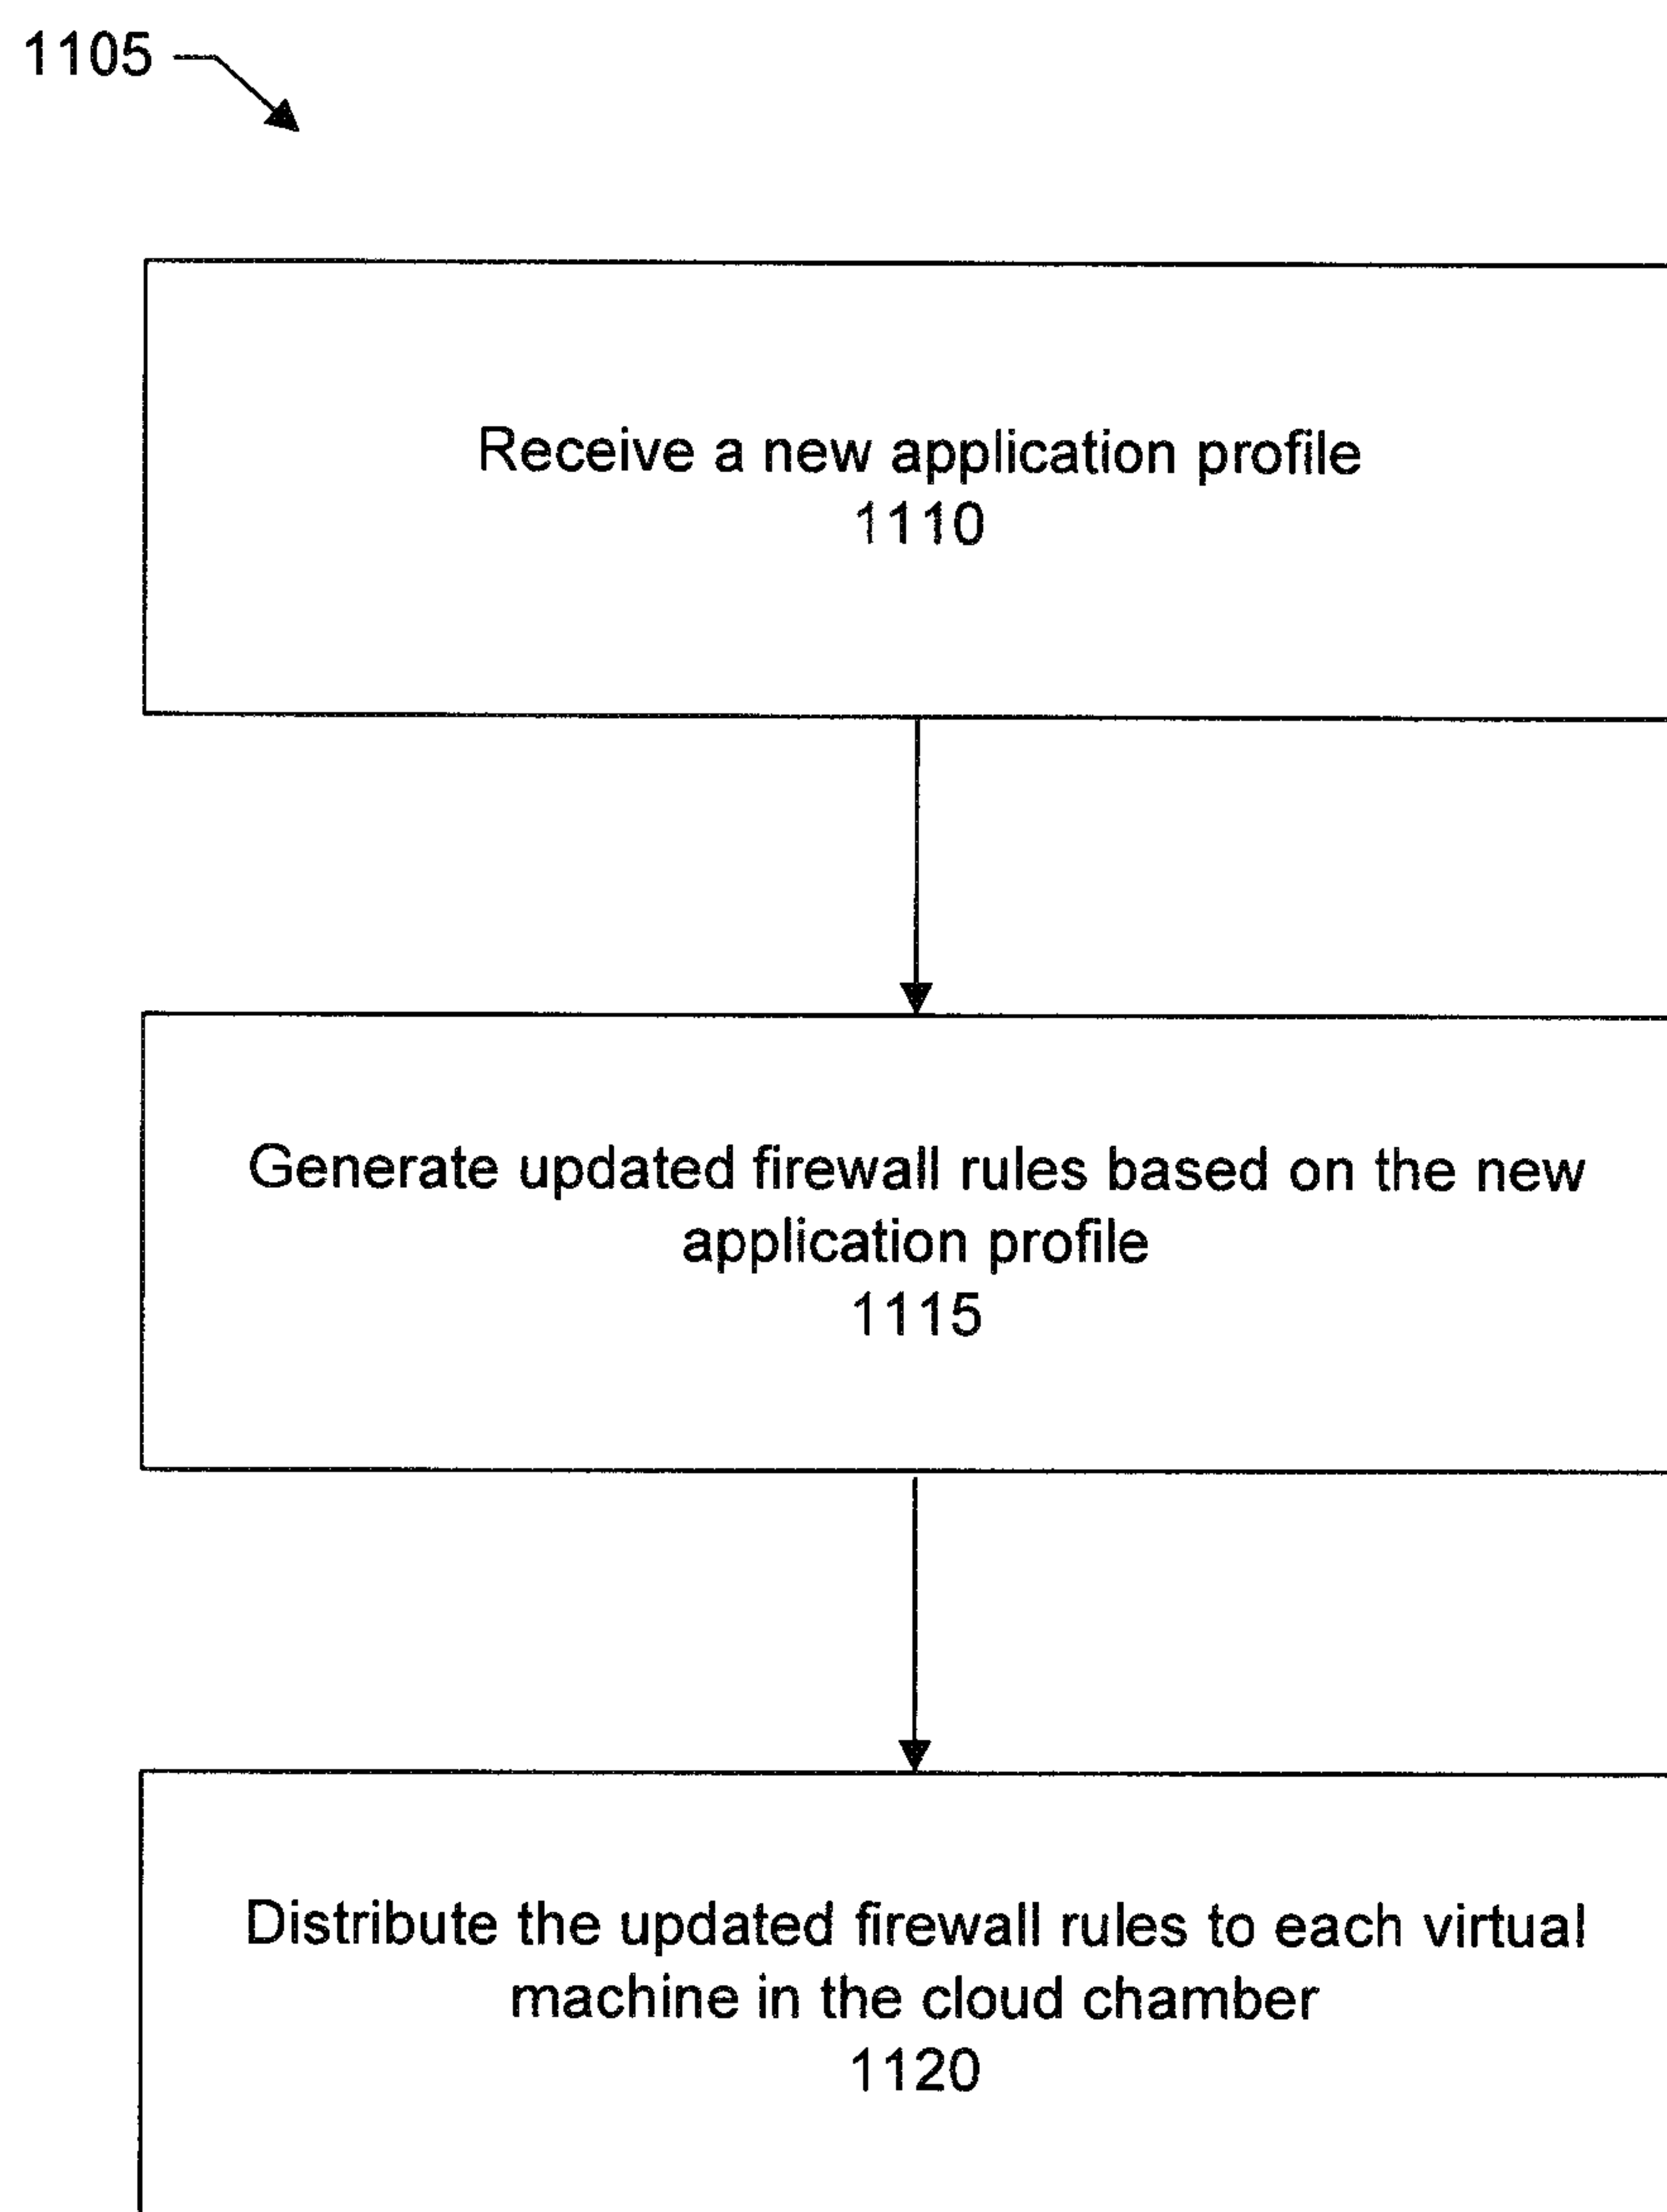 1105
Receive a new application profile
1110
Generate updated firewall rules based on the new
application profile
1115
Distribute the updated firewall rules to each virtual
machine in the cloud chamber
1120